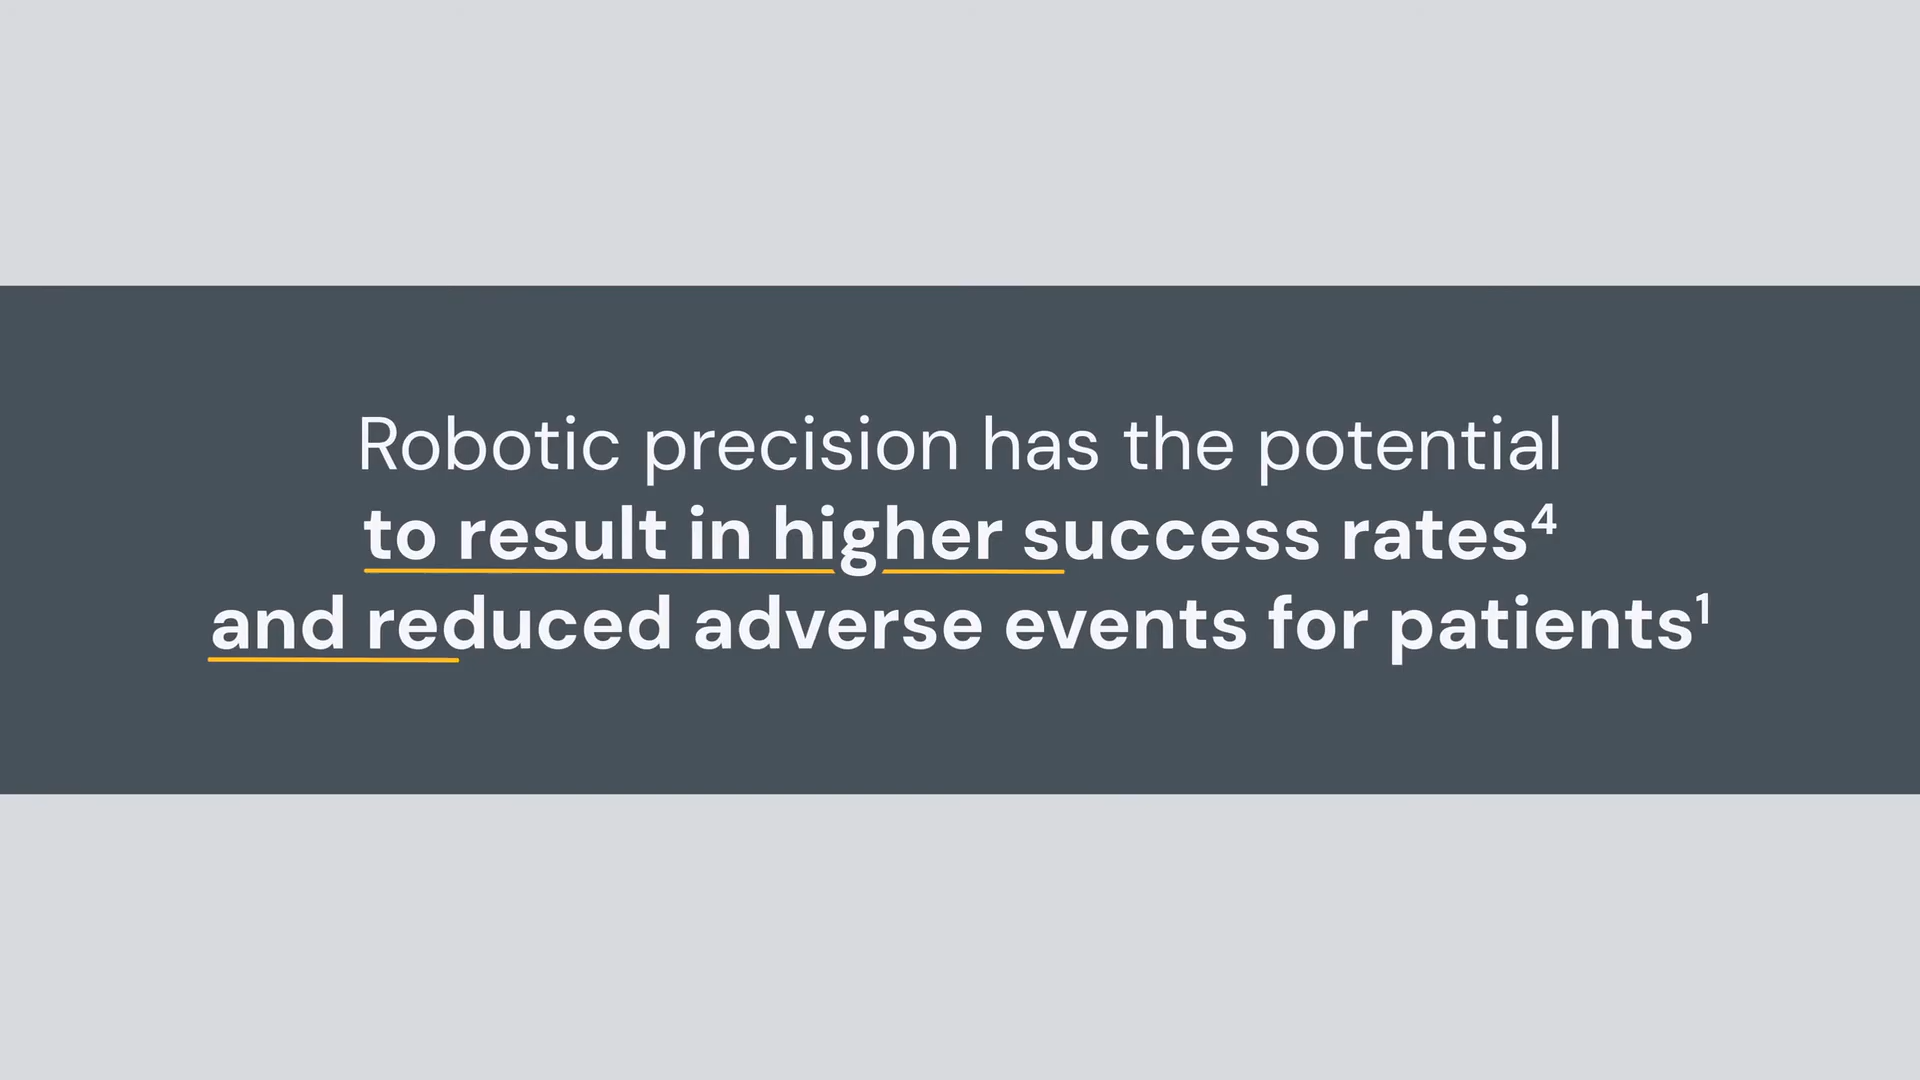 Robotic precision has the potential
to result in higher success rates⁴
and reduced adverse events for patients¹